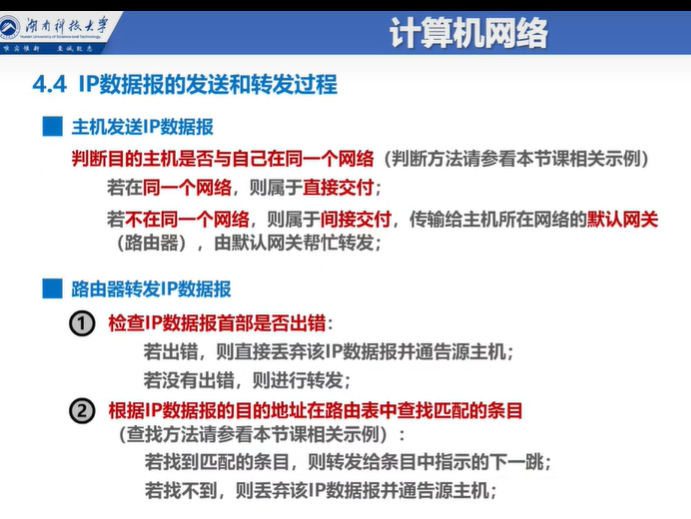 湖南科技大学
Hunan University of Science and Technology
唯实惟新 至诚致志
计算机网络
4.4 IP数据报的发送和转发过程
主机发送IP数据报
判断目的主机是否与自己在同一个网络（判断方法请参看本节课相关示例）
若在同一个网络，则属于直接交付；
若不在同一个网络，则属于间接交付，传输给主机所在网络的默认网关
（路由器），由默认网关帮忙转发；
路由器转发IP数据报
① 检查IP数据报首部是否出错：
若出错，则直接丢弃该IP数据报并通告源主机；
若没有出错，则进行转发；
② 根据IP数据报的目的地址在路由表中查找匹配的条目
（查找方法请参看本节课相关示例）：
若找到匹配的条目，则转发给条目中指示的下一跳；
若找不到，则丢弃该IP数据报并通告源主机；